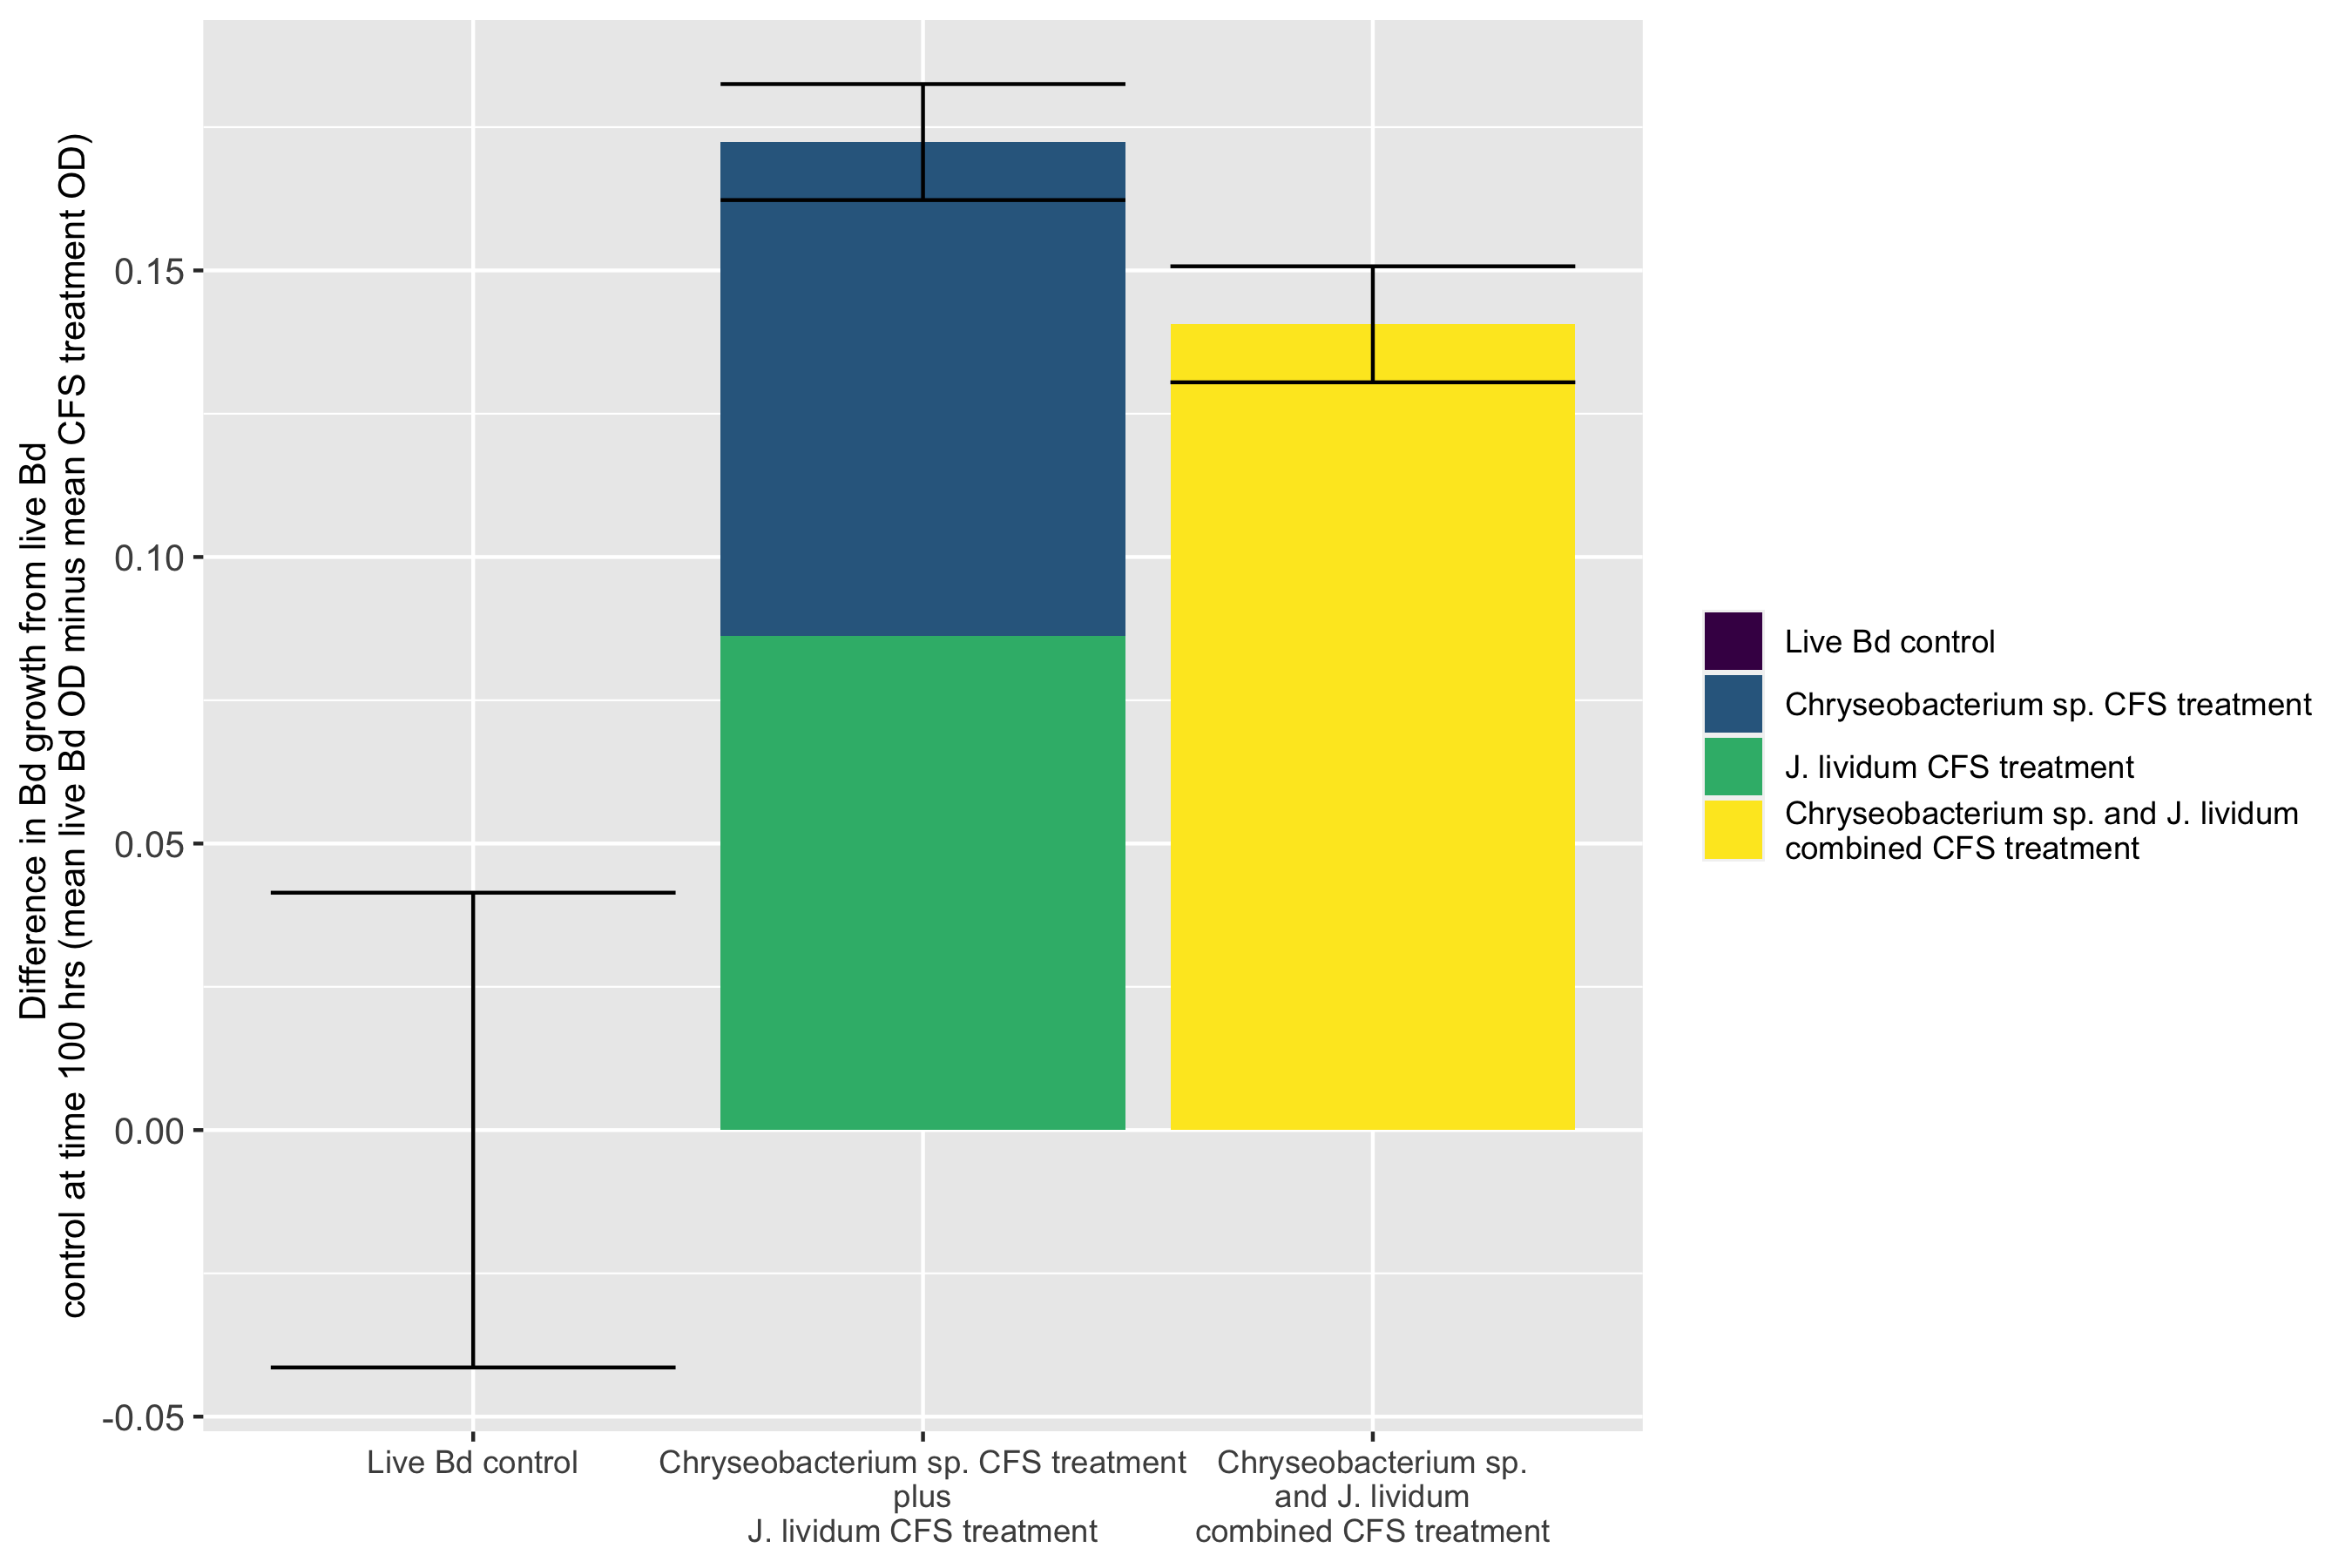 Difference in Bd growth from live Bd
control at time 100 hrs (mean live Bd OD minus mean CFS treatment OD)
0.15
0.10
0.05
0.00
-0.05
Live Bd control
Chryseobacterium sp. CFS treatment
plus
J. lividum CFS treatment
Chryseobacterium sp.
and J. lividum
combined CFS treatment
Live Bd control
Chryseobacterium sp. CFS treatment
J. lividum CFS treatment
Chryseobacterium sp. and J. lividum
combined CFS treatment